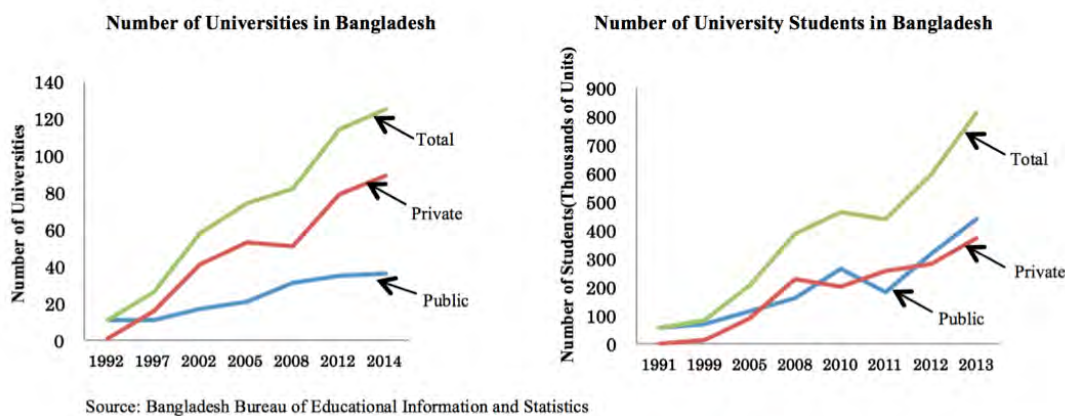 Number of Universities in Bangladesh
Number of Universities
140
120
100
80
60
40
20
0
Total
Private
Public
1992 1997 2002 2006 2008 2012 2014
Number of University Students in Bangladesh
Number of Students(Thousands of Units)
900
800
700
600
500
400
300
200
100
0
Total
Private
Public
1991 1999 2005 2008 2010 2011 2012 2013
Source: Bangladesh Bureau of Educational Information and Statistics